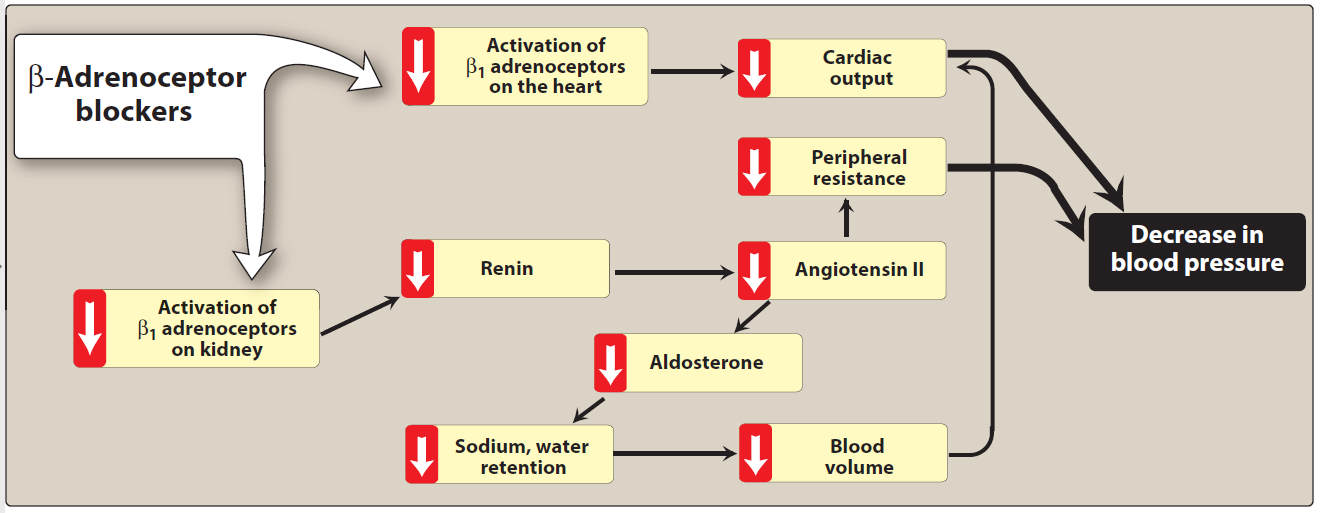 β-Adrenoceptor
blockers
Activation of
β1 adrenoceptors
on the heart
Cardiac
output
Peripheral
resistance
Decrease in
blood pressure
Renin
Angiotensin II
Activation of
β1 adrenoceptors
on kidney
Aldosterone
Sodium, water
retention
Blood
volume